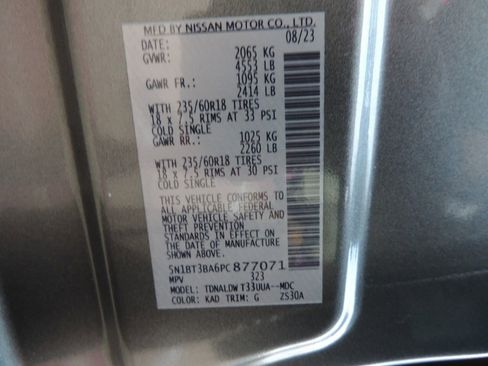 MFD BY NISSAN MOTOR CO., LTD.
DATE: 08/23
GVWR: 2065 KG
4553 LB
GAWR FR.: 1095 KG
2414 LB
WITH 235/60R18 TIRES
18 x 7.5 RIMS AT 33 PSI
COLD SINGLE
GAWR RR.: 1025 KG
2260 LB
WITH 235/60R18 TIRES
18 x 7.5 RIMS AT 30 PSI
COLD SINGLE
THIS VEHICLE CONFORMS TO
ALL APPLICABLE FEDERAL
MOTOR VEHICLE SAFETY AND
THEFT PREVENTION
STANDARDS IN EFFECT ON
THE DATE OF MANUFACTURE
SHOWN ABOVE.
5N1BT3BA6PC877071
MPV 323
MODEL: TDNALDWT33UUA--MDC
COLOR: KAD TRIM: G ZS30A